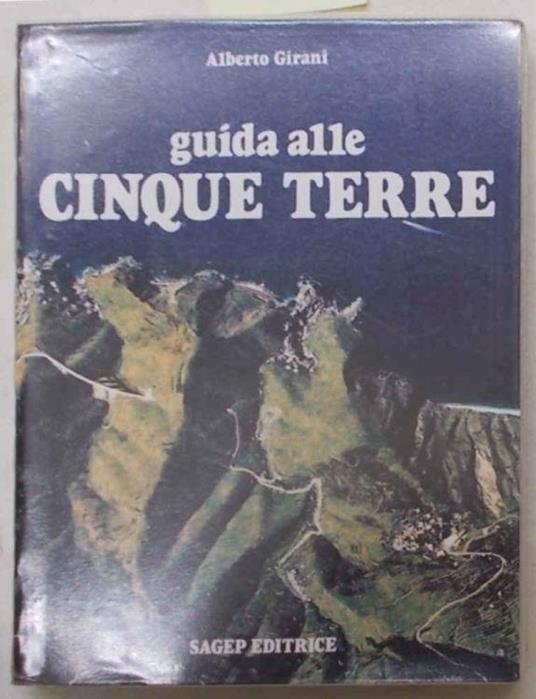 Alberto Girani
guida alle
CINQUE TERRE
SAGEP EDITRICE